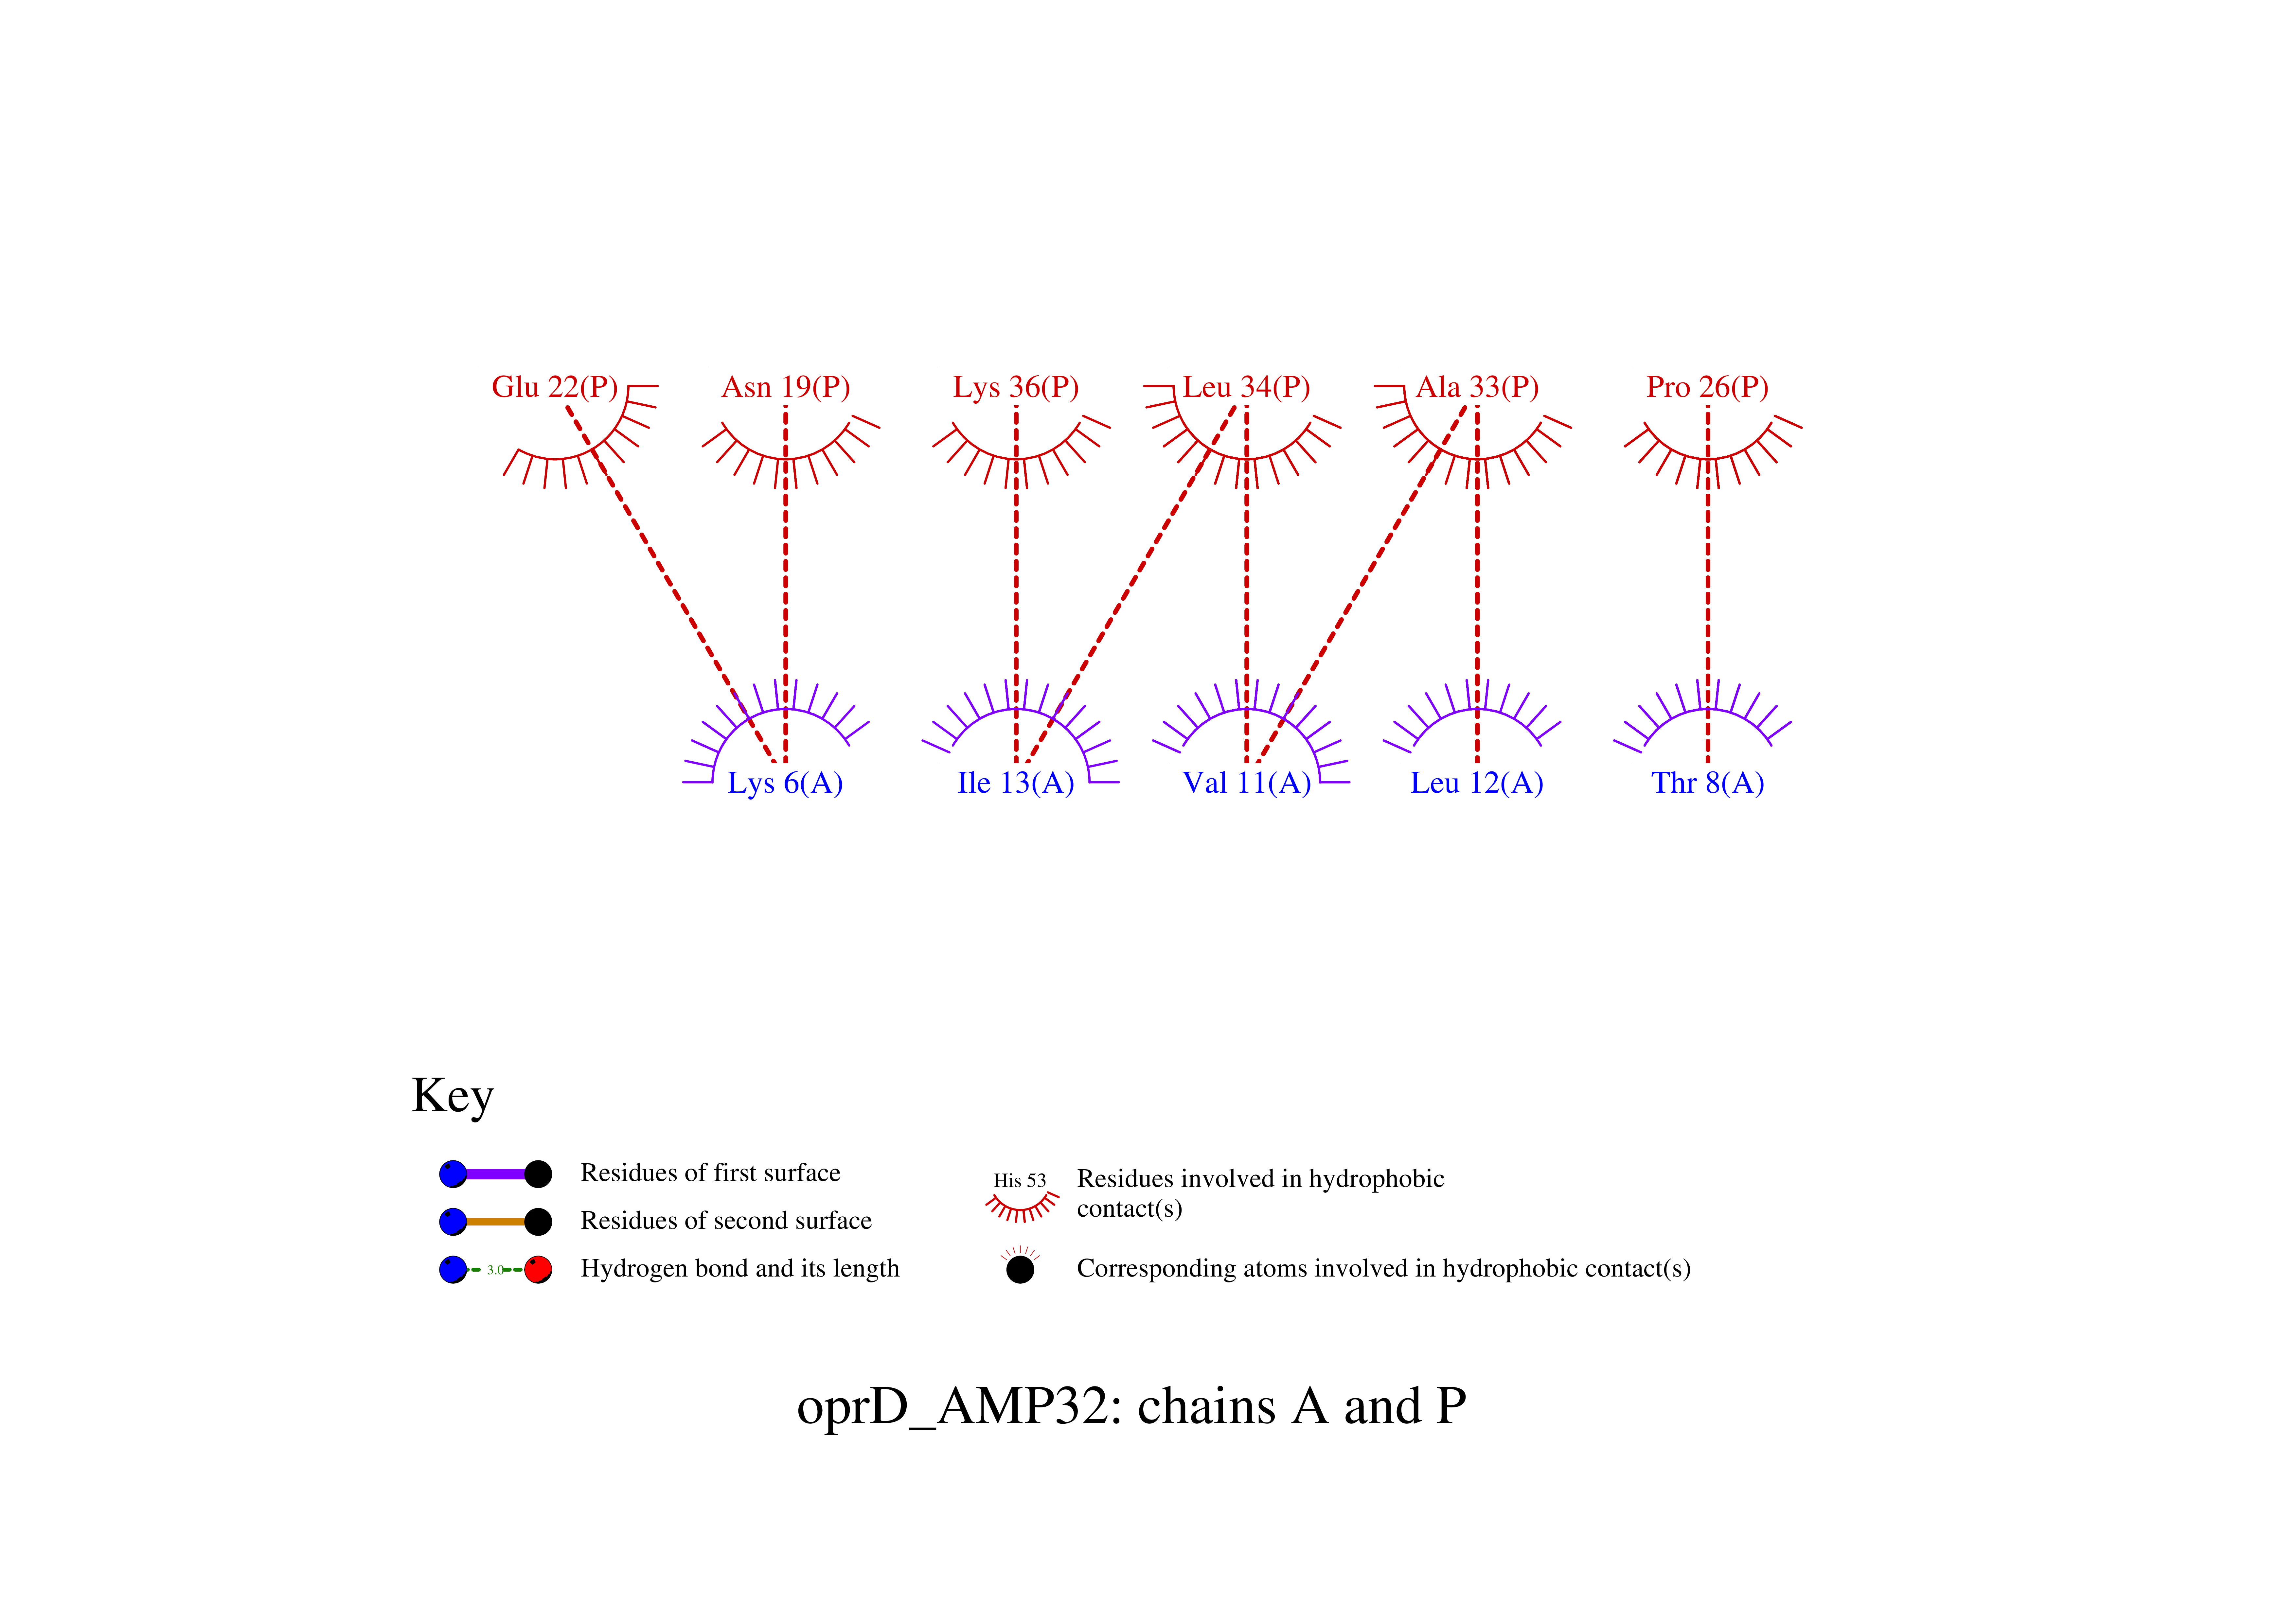 Glu 22(P) Asn 19(P) Lys 36(P) Leu 34(P) Ala 33(P) Pro 26(P)
Lys 6(A) Ile 13(A) Val 11(A) Leu 12(A) Thr 8(A)
Key
Residues of first surface
Residues of second surface
3.0 Hydrogen bond and its length
His 53 Residues involved in hydrophobic
contact(s)
Corresponding atoms involved in hydrophobic contact(s)
oprD_AMP32: chains A and P